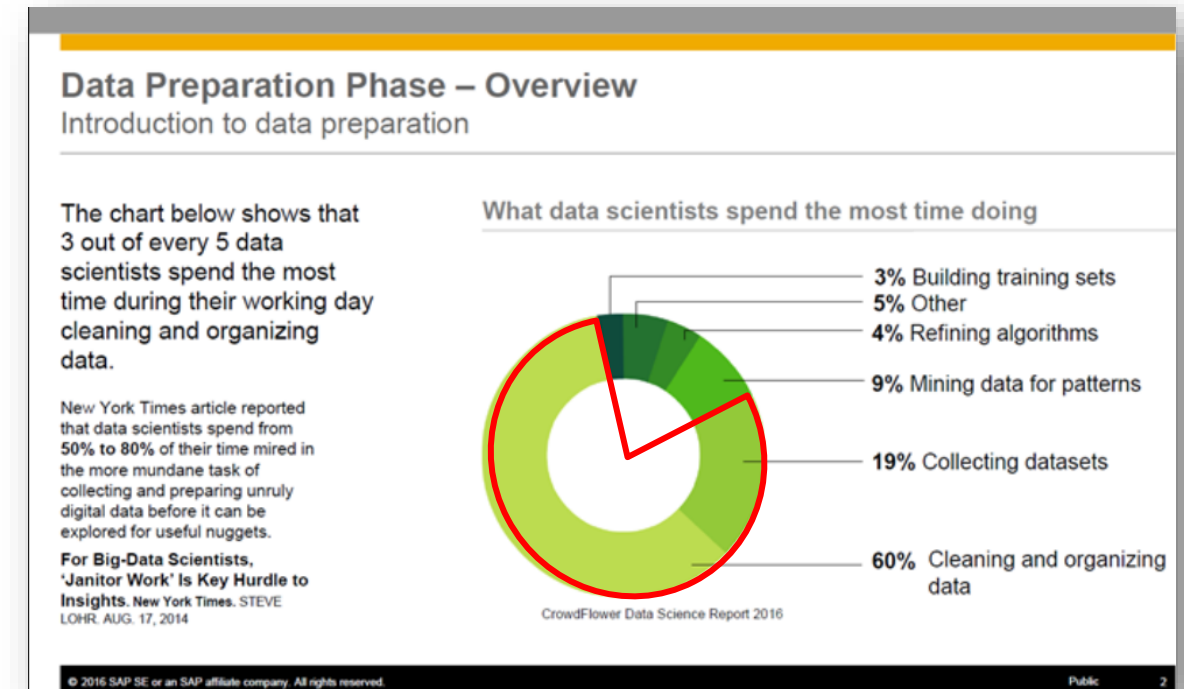 Data Preparation Phase – Overview
Introduction to data preparation
The chart below shows that
3 out of every 5 data
scientists spend the most
time during their working day
cleaning and organizing
data.
New York Times article reported
that data scientists spend from
50% to 80% of their time mired in
the more mundane task of
collecting and preparing unruly
digital data before it can be
explored for useful nuggets.
For Big-Data Scientists,
‘Janitor Work’ Is Key Hurdle to
Insights. New York Times. STEVE
LOHR. AUG. 17, 2014
What data scientists spend the most time doing
3% Building training sets
5% Other
4% Refining algorithms
9% Mining data for patterns
19% Collecting datasets
60% Cleaning and organizing
data
CrowdFlower Data Science Report 2016
© 2016 SAP SE or an SAP affiliate company. All rights reserved. Public 2